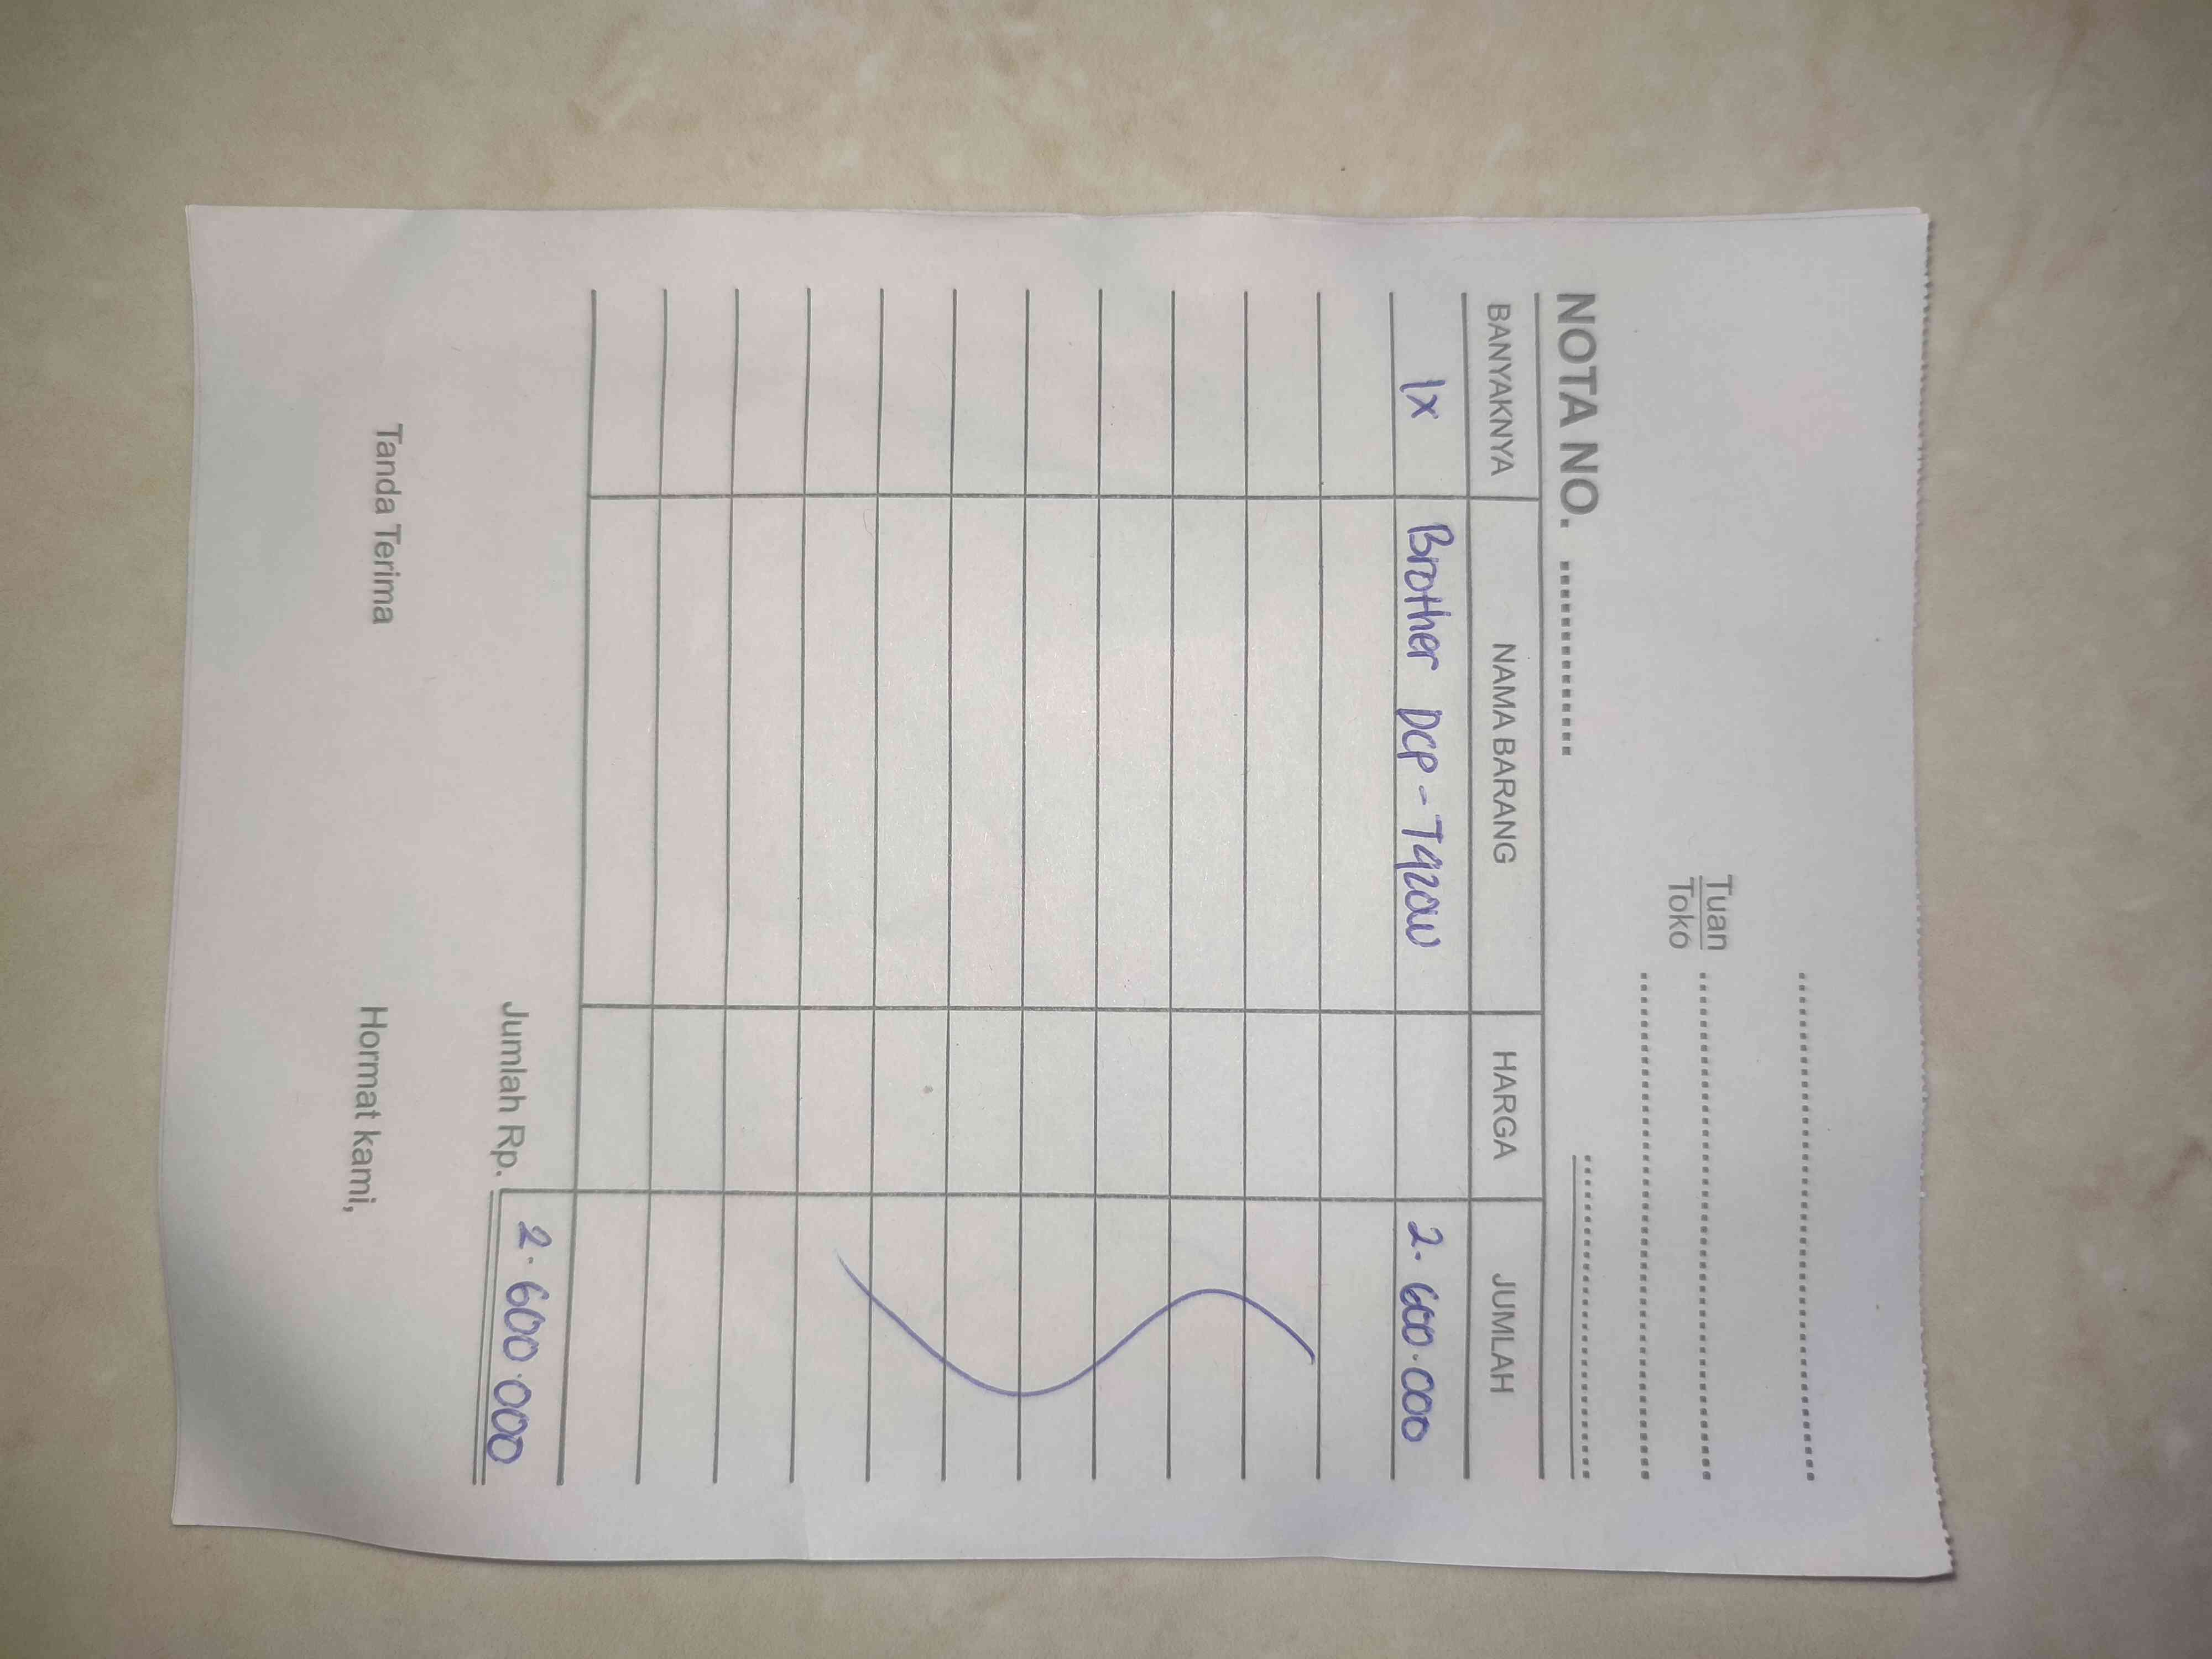 Tuan
Toko
NOTA NO.
BANYAKNYA NAMA BARANG HARGA JUMLAH
1x Brother DCP-T420W 2.600.000
Jumlah Rp. 2.600.000
Tanda Terima Hormat kami,